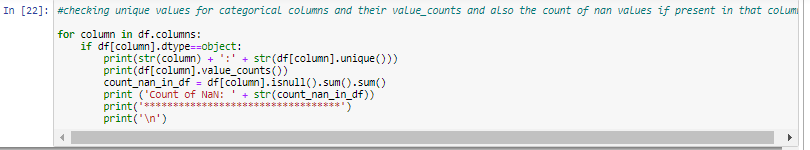 In [22]: #checking unique values for categorical columns and their value_counts and also the count of nan values if present in that colum
for column in df.columns:
    if df[column].dtype==object:
        print(str(column) + ':' + str(df[column].unique()))
        print(df[column].value_counts())
        count_nan_in_df = df[column].isnull().sum().sum()
        print ('Count of NaN: ' + str(count_nan_in_df))
        print('**********************************')
        print('\n')